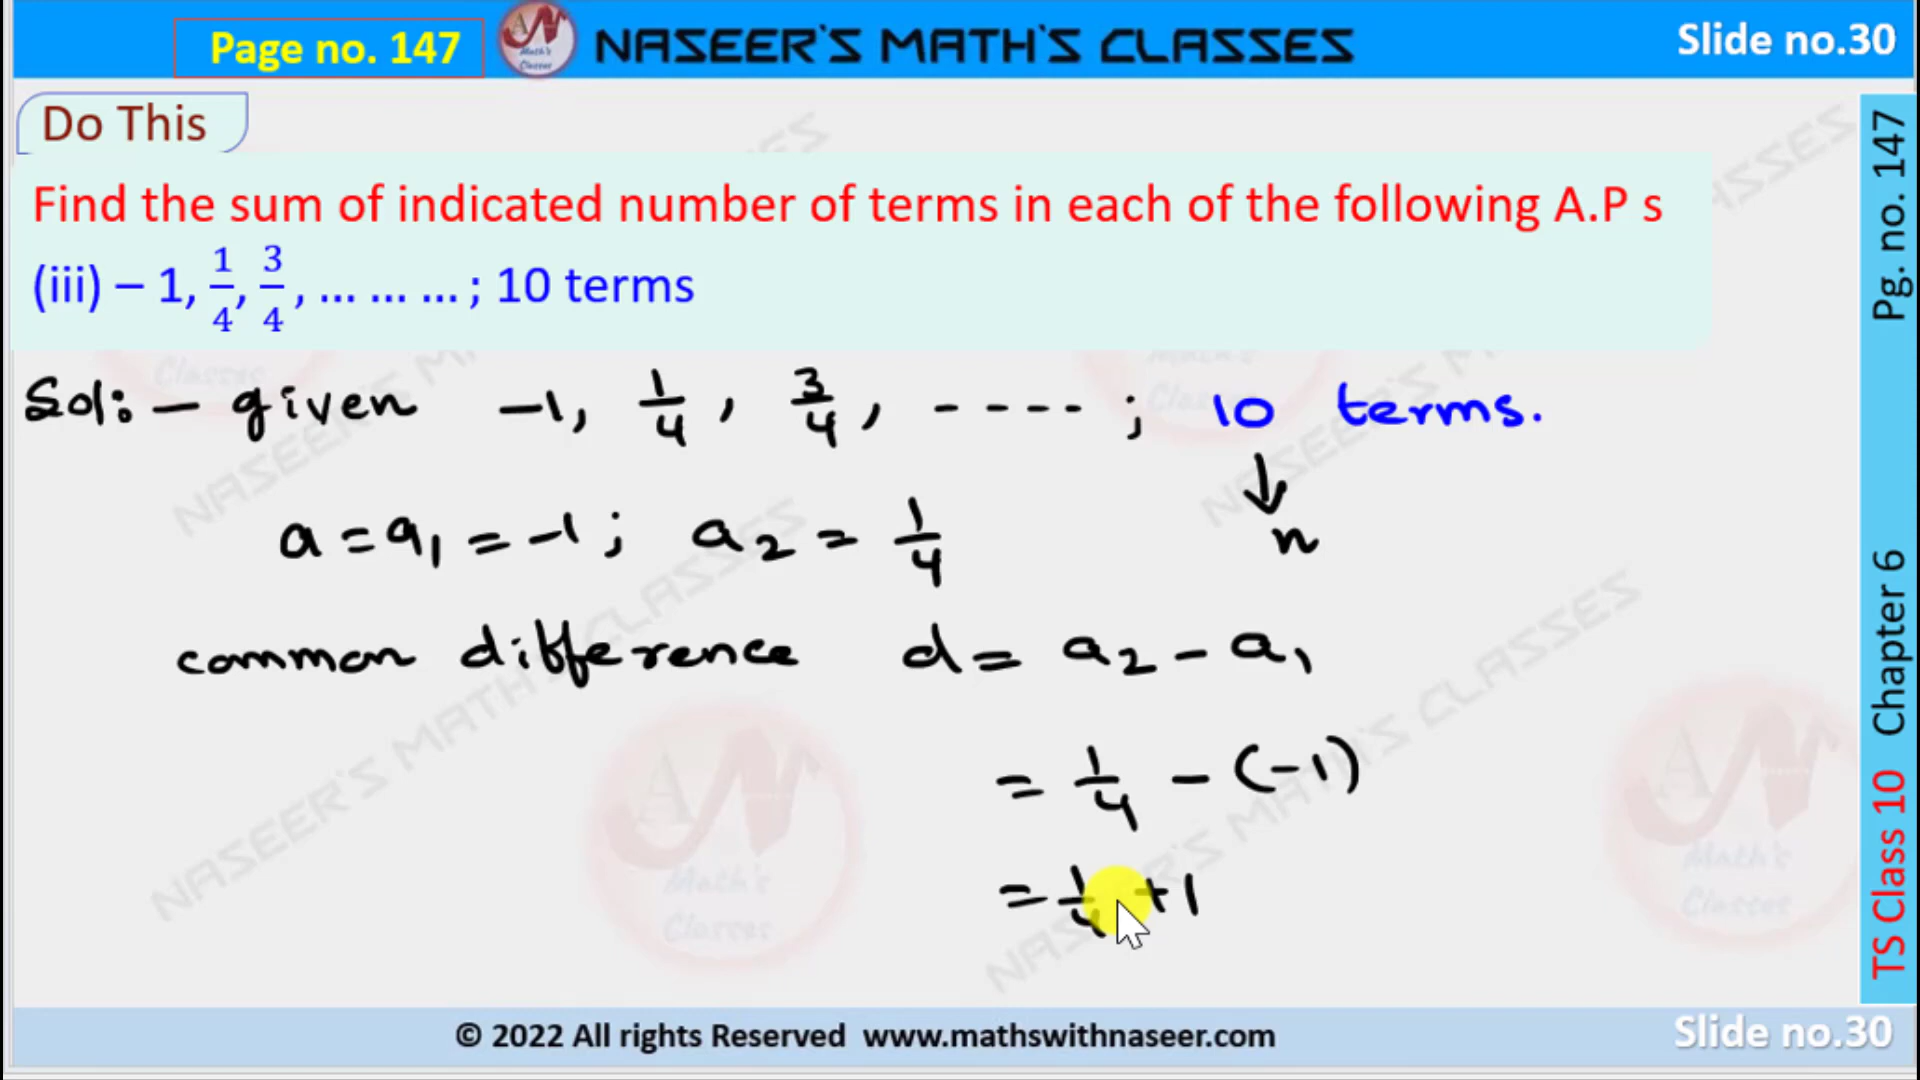 Page no. 147
NASEER'S MATH'S CLASSES
Slide no.30
Do This
Find the sum of indicated number of terms in each of the following A.P s
(iii) – 1, 1/4, 3/4, ... ... ... ; 10 terms
Sol: - given -1, 1/4, 3/4, - - - - ; 10 terms.
n
a = a₁ = -1; a₂ = 1/4
common difference d = a₂ - a₁
= 1/4 - (-1)
= 1/4 + 1
Pg. no. 147
TS Class 10 Chapter 6
© 2022 All rights Reserved www.mathswithnaseer.com
Slide no.30